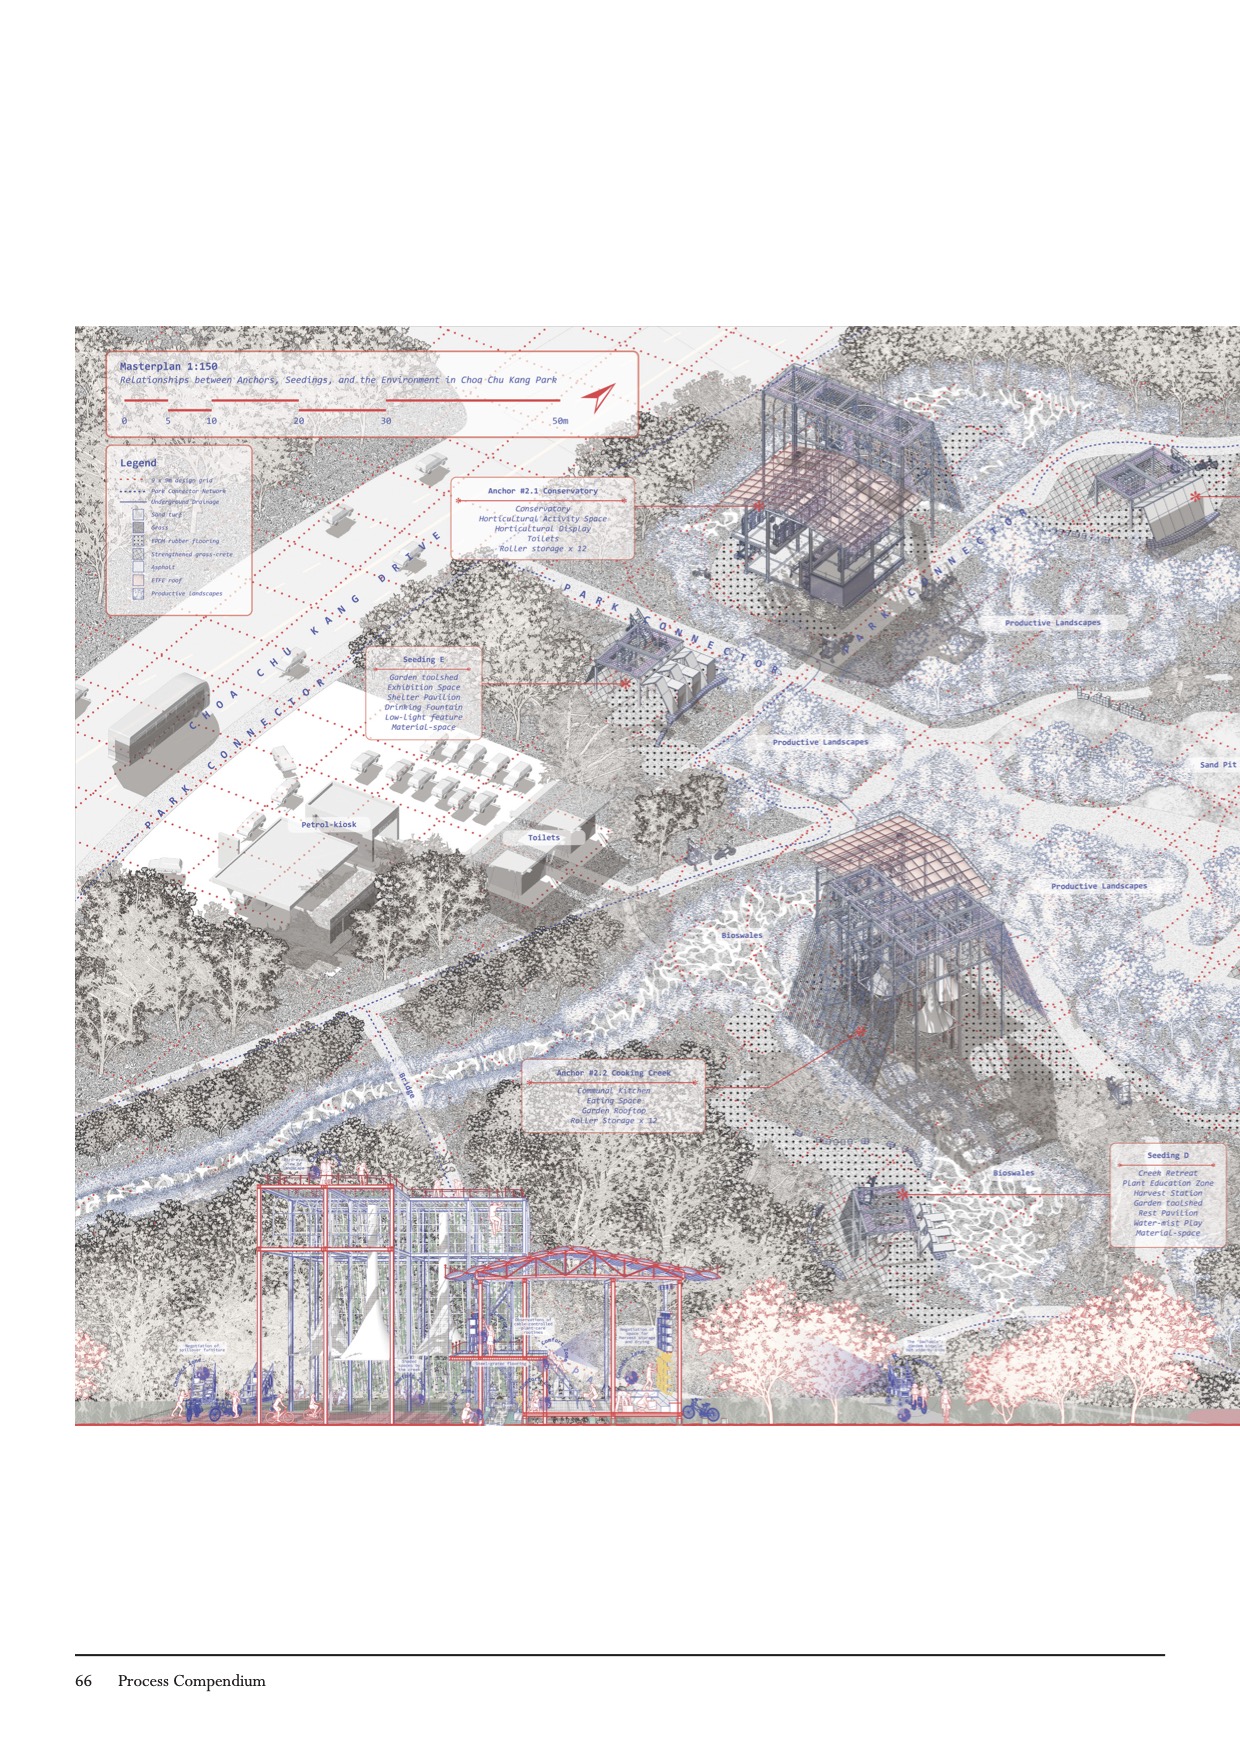 Masterplan 1:150
Relationships between Anchors, Seedings, and the Environment in Choa Chu Kang Park
0 5 10 20 30 50m
Legend
9 x 9m design grid
Park Connector Network
Underground Drainage
Sand turf
Grass
EPDM rubber flooring
Strengthened grass-crete
Asphalt
ETFE roof
Productive landscapes
Anchor #2.1 Conservatory
Conservatory
Horticultural Activity Space
Horticultural Display
Toilets
Roller storage x 12
CHOA CHU KANG DRIVE
PARK CONNECTOR
PARK CONNECTOR
PARK CONNECTOR
Productive Landscapes
Seeding E
Garden toolshed
Exhibition Space
Shelter Pavilion
Drinking Fountain
Low-light feature
Material-space
Productive Landscapes
Sand Pit
Petrol-kiosk
Toilets
Productive Landscapes
Bioswales
Bridge
Anchor #2.2 Cooking Creek
Communal Kitchen
Eating Space
Garden Rooftop
Roller Storage x 12
Bioswales
Seeding D
Creek Retreat
Plant Education Zone
Harvest Station
Garden toolshed
Rest Pavilion
Water-mist Play
Material-space
Negotiation of
spillover functions
66 Process Compendium